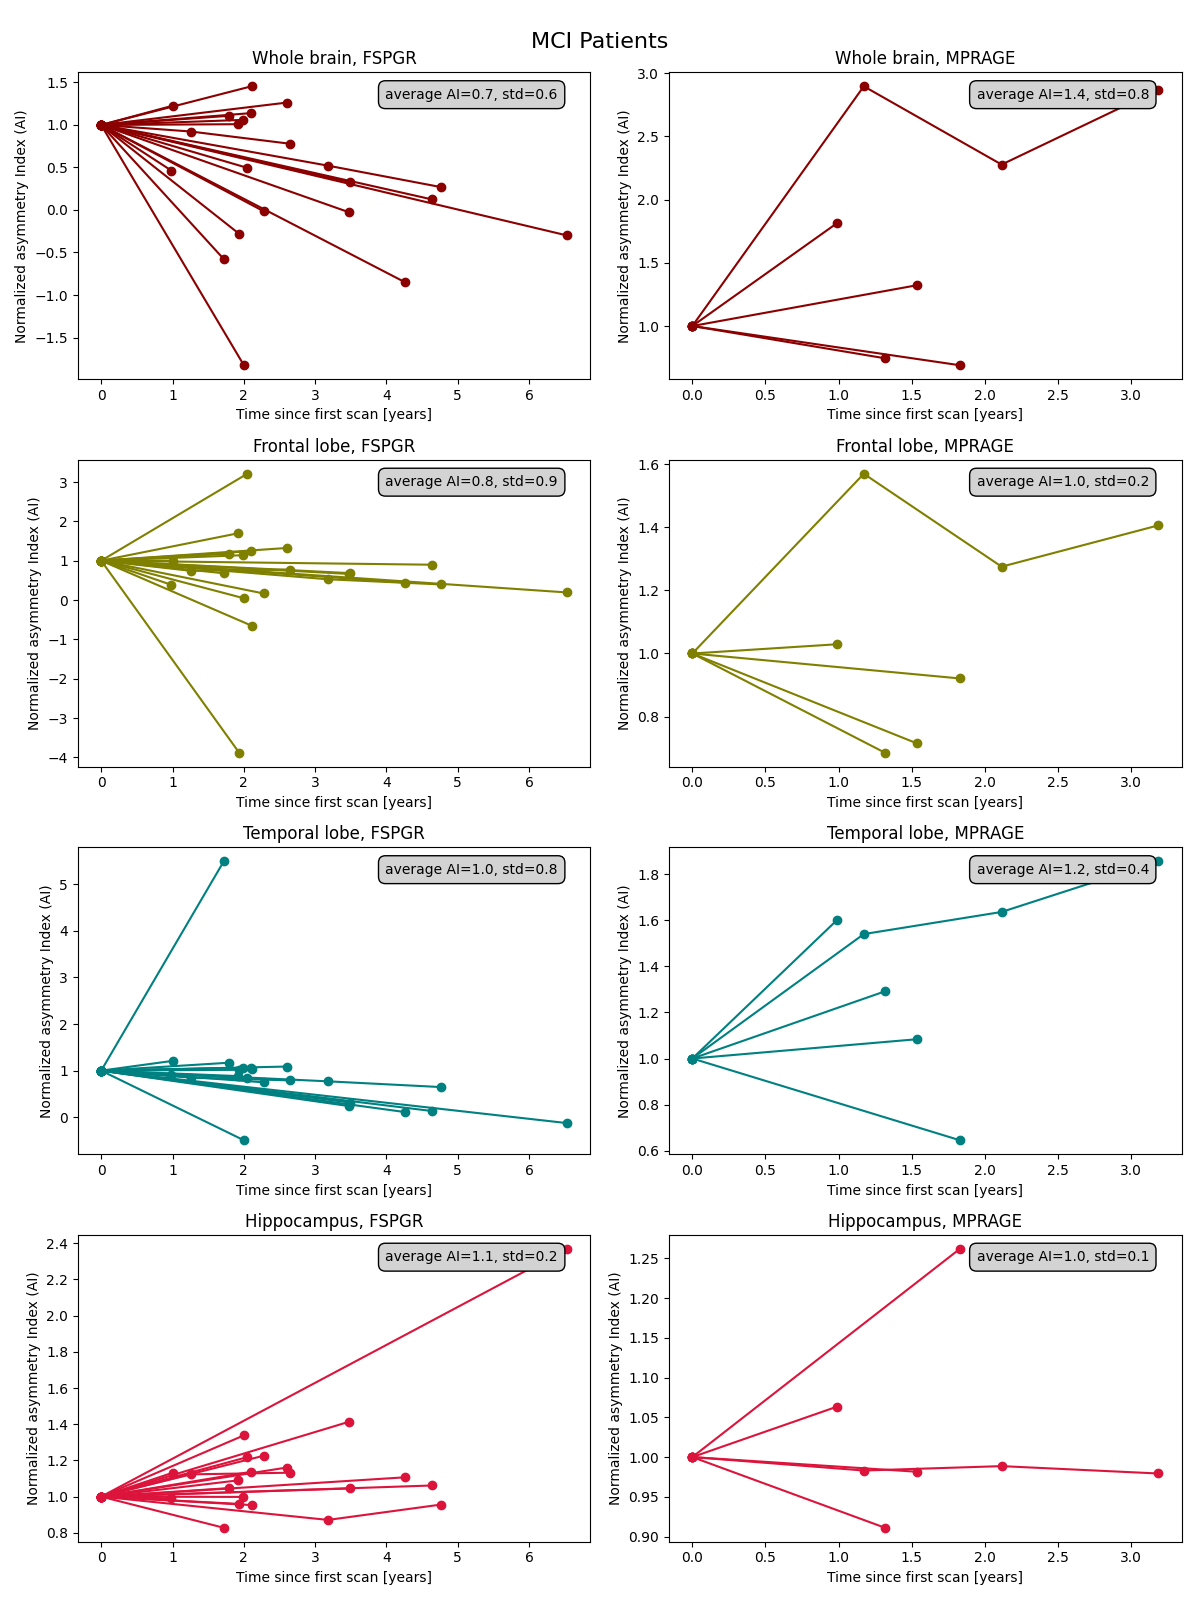 MCI Patients
Whole brain, FSPGR
Normalized asymmetry Index (AI)
1.5
1.0
0.5
0.0
−0.5
−1.0
−1.5
average AI=0.7, std=0.6
0 1 2 3 4 5 6
Time since first scan [years]
Whole brain, MPRAGE
Normalized asymmetry Index (AI)
3.0
2.5
2.0
1.5
1.0
average AI=1.4, std=0.8
0.0 0.5 1.0 1.5 2.0 2.5 3.0
Time since first scan [years]
Frontal lobe, FSPGR
Normalized asymmetry Index (AI)
3
2
1
0
−1
−2
−3
−4
average AI=0.8, std=0.9
0 1 2 3 4 5 6
Time since first scan [years]
Frontal lobe, MPRAGE
Normalized asymmetry Index (AI)
1.6
1.4
1.2
1.0
0.8
average AI=1.0, std=0.2
0.0 0.5 1.0 1.5 2.0 2.5 3.0
Time since first scan [years]
Temporal lobe, FSPGR
Normalized asymmetry Index (AI)
5
4
3
2
1
0
average AI=1.0, std=0.8
0 1 2 3 4 5 6
Time since first scan [years]
Temporal lobe, MPRAGE
Normalized asymmetry Index (AI)
1.8
1.6
1.4
1.2
1.0
0.8
0.6
average AI=1.2, std=0.4
0.0 0.5 1.0 1.5 2.0 2.5 3.0
Time since first scan [years]
Hippocampus, FSPGR
Normalized asymmetry Index (AI)
2.4
2.2
2.0
1.8
1.6
1.4
1.2
1.0
0.8
average AI=1.1, std=0.2
0 1 2 3 4 5 6
Time since first scan [years]
Hippocampus, MPRAGE
Normalized asymmetry Index (AI)
1.25
1.20
1.15
1.10
1.05
1.00
0.95
0.90
average AI=1.0, std=0.1
0.0 0.5 1.0 1.5 2.0 2.5 3.0
Time since first scan [years]